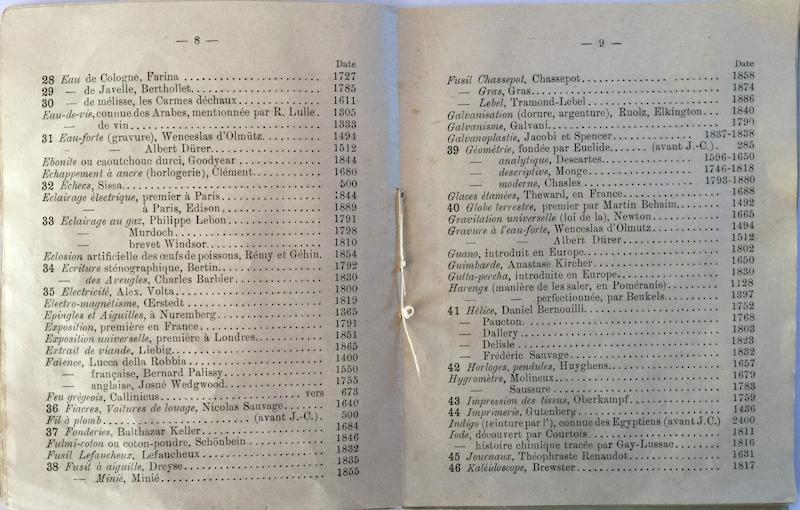 — 8 —
Date
28 Eau de Cologne, Farina 1727
29 — de Javelle, Berthollet 1785
30 — de mélisse, les Carmes déchaux 1611
Eau-de-vie, connue des Arabes, mentionnée par R. Lulle. 1305
— de vin 1333
31 Eau-forte (gravure), Wenceslas d'Olmütz 1494
— — Albert Dürer 1512
Ebonite ou caoutchouc durci, Goodyear 1844
Echappement à ancre (horlogerie), Clément 1680
32 Echecs, Sissa 500
Eclairage électrique, premier à Paris 1844
— à Paris, Edison 1889
33 Eclairage au gaz, Philippe Lebon 1791
— Murdoch 1798
— brevet Windsor 1810
Eclosion artificielle des œufs de poissons, Rémy et Géhin. 1854
34 Ecriture sténographique, Bertin 1792
— des Aveugles, Charles Barbier 1830
35 Electricité, Alex. Volta 1800
Electro-magnétisme, Œrstedt 1819
Epingles et Aiguilles, à Nuremberg 1365
Exposition, première en France 1791
Exposition universelle, première à Londres 1851
Extrait de viande, Liebig 1865
Faïence, Lucca della Robbia 1400
— française, Bernard Palissy 1550
— anglaise, Josué Wedgwood 1755
Feu grégeois, Callinicus vers 673
36 Fiacres, Voitures de louage, Nicolas Sauvage 1640
Fil à plomb (avant J.-C.). 500
37 Fonderies, Balthazar Keller 1684
Fulmi-coton ou coton-poudre, Schönbein 1846
Fusil Lefaucheux, Lefaucheux 1832
38 Fusil à aiguille, Dreyse 1835
— Minié, Minié 1855
— 9 —
Date
Fusil Chassepot, Chassepot 1858
— Gras, Gras 1874
— Lebel, Tramond-Lebel 1886
Galvanisation (dorure, argenture), Ruolz, Elkington 1840
Galvanisme, Galvani 1790
Galvanoplastie, Jacobi et Spencer 1837-1838
39 Géométrie, fondée par Euclide (avant J.-C.). 285
— analytique, Descartes 1596-1650
— descriptive, Monge 1746-1818
— moderne, Chasles 1793-1880
Glaces étamées, Theward, en France 1688
40 Globe terrestre, premier par Martin Behaim 1492
Gravitation universelle (loi de la), Newton 1665
Gravure à l'eau-forte, Wenceslas d'Olmutz 1494
— — Albert Dürer 1512
Guano, introduit en Europe 1802
Guimbarde, Anastase Kircher 1650
Gutta-percha, introduite en Europe 1830
Harengs (manière de les saler, en Poméranie) 1128
— — perfectionnée, par Beukels 1397
41 Hélice, Daniel Bernouilli 1752
— Paucton 1768
— Dallery 1803
— Delisle 1823
— Frédéric Sauvage 1832
42 Horloges, pendules, Huyghens 1657
Hygromètre, Molineux 1679
— Saussure 1783
43 Impression des tissus, Oberkampf 1759
44 Imprimerie, Gutenberg 1436
Indigo (teinture par l'), connue des Egyptiens (avant J.C.) 2400
Iode, découvert par Courtois 1811
— histoire chimique tracée par Gay-Lussac 1816
45 Journaux, Théophraste Renaudot 1631
46 Kaléidoscope, Brewster 1817